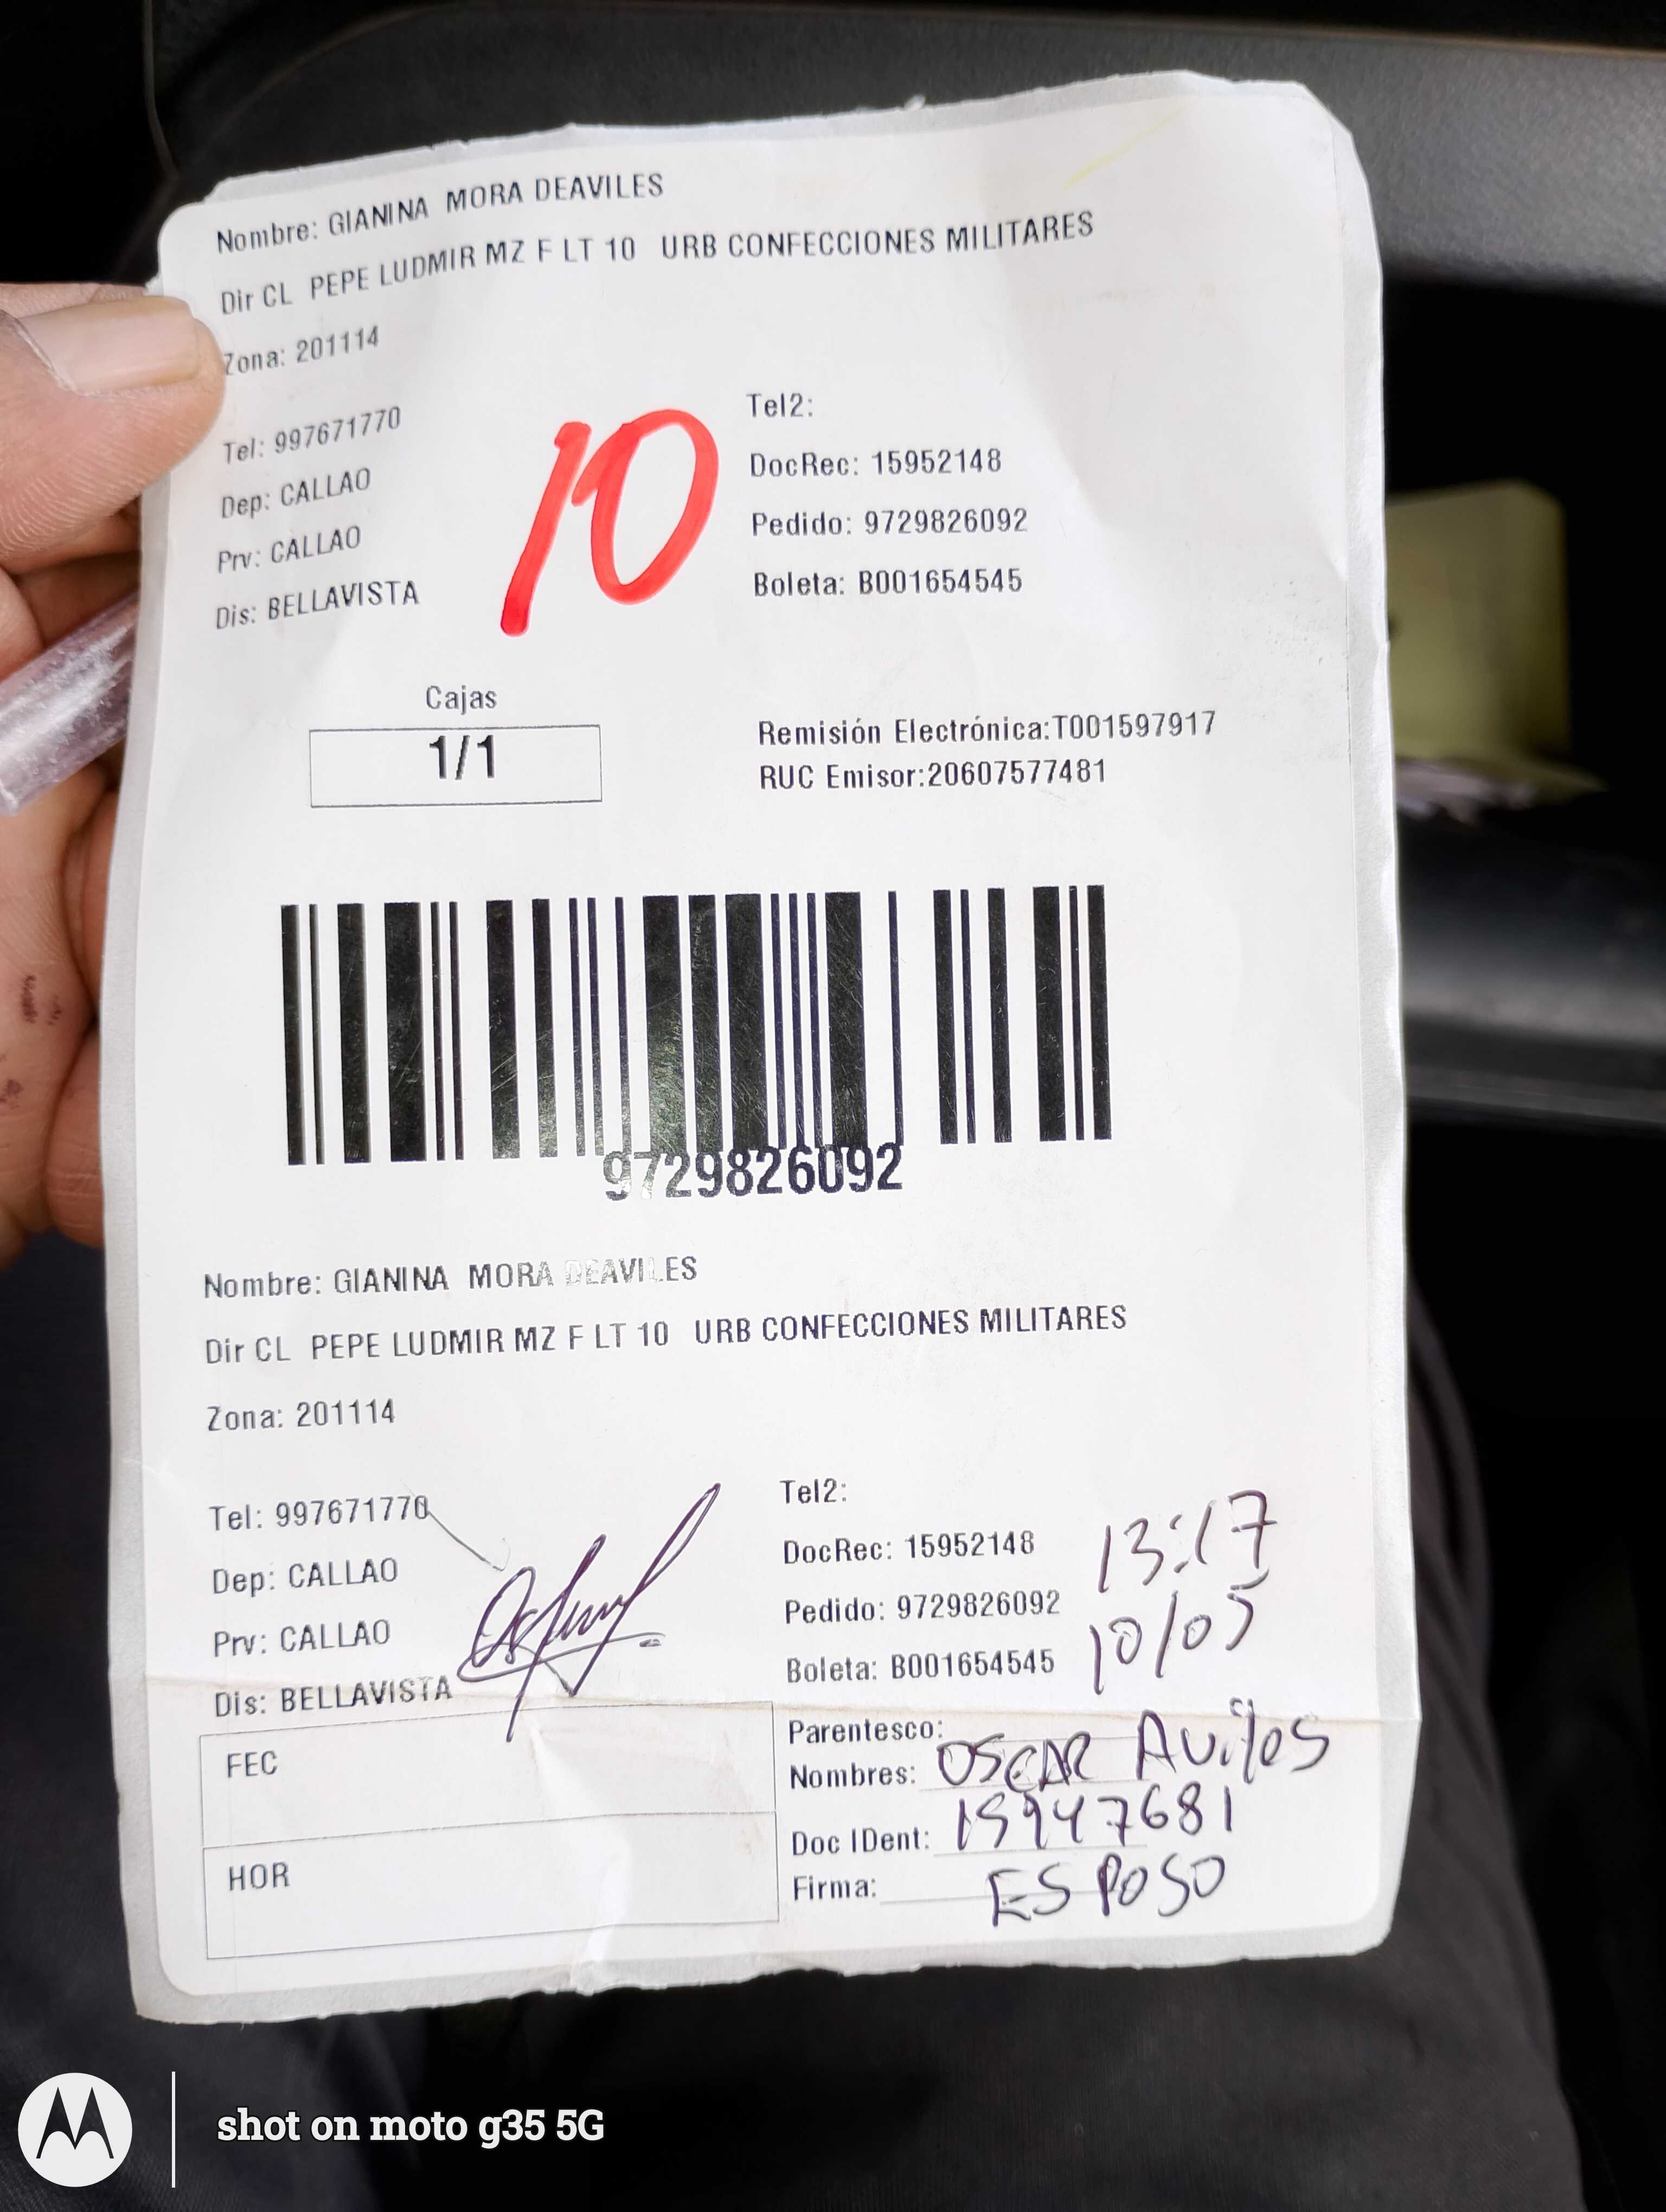 Nombre: GIANINA MORA DEAVILES
Dir CL PEPE LUDMIR MZ F LT 10 URB CONFECCIONES MILITARES
Zona: 201114
Tel: 997671770
Dep: CALLAO
Prv: CALLAO
Dis: BELLAVISTA
10
Tel2:
DocRec: 15952148
Pedido: 9729826092
Boleta: B001654545
Cajas
1/1
Remisión Electrónica:T001597917
RUC Emisor:20607577481
9729826092
Nombre: GIANINA MORA DEAVILES
Dir CL PEPE LUDMIR MZ F LT 10 URB CONFECCIONES MILITARES
Zona: 201114
Tel: 997671770
Dep: CALLAO
Prv: CALLAO
Dis: BELLAVISTA
Tel2:
DocRec: 15952148
Pedido: 9729826092
Boleta: B001654545
13:17
10/05
FEC
HOR
Parentesco:
Nombres: OSCAR Aviles
Doc IDent: 15947681
Firma: ESPOSO
shot on moto g35 5G